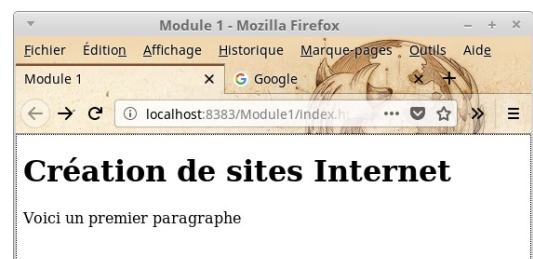 Module 1 - Mozilla Firefox
Fichier Édition Affichage Historique Marque-pages Outils Aide
Module 1 Google
localhost:8383/Module1/index.h
Création de sites Internet
Voici un premier paragraphe